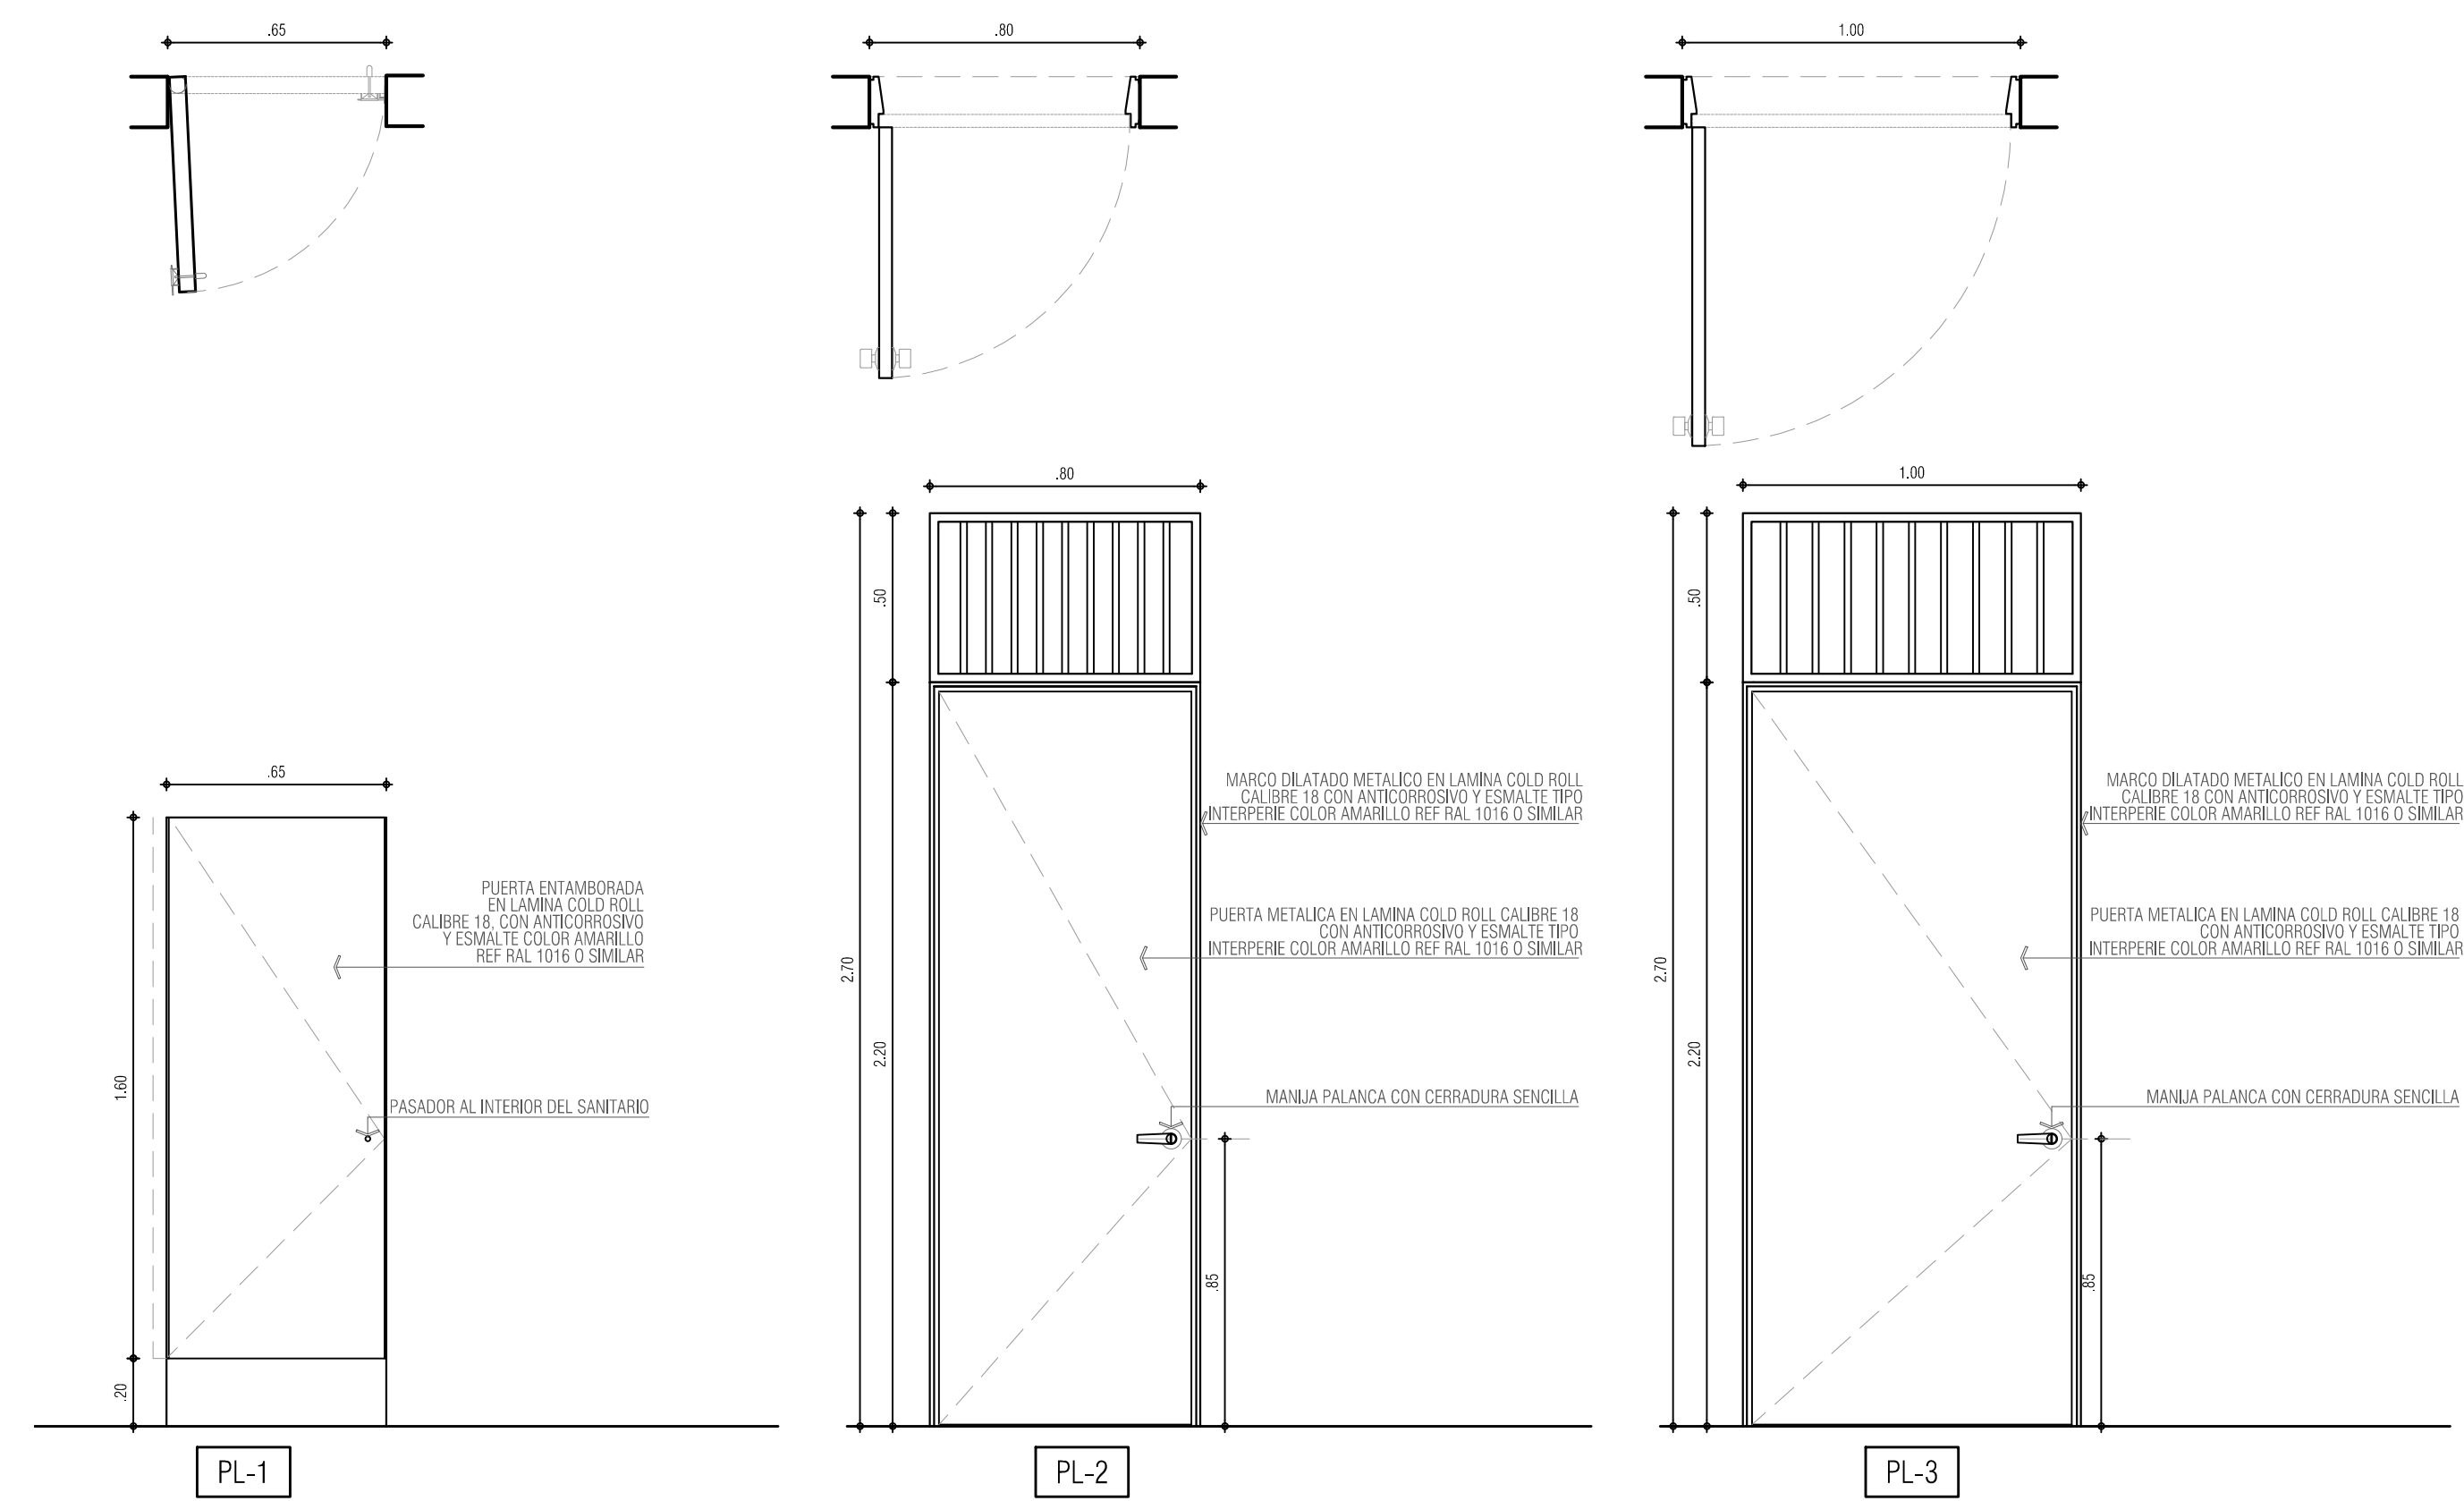 .65
.80
1.00
.65
.20
1.60
PUERTA ENTAMBORADA
EN LAMINA COLD ROLL
CALIBRE 18, CON ANTICORROSIVO
Y ESMALTE COLOR AMARILLO
REF RAL 1016 O SIMILAR
PASADOR AL INTERIOR DEL SANITARIO
PL-1
.80
2.70
.50
2.20
MARCO DILATADO METALICO EN LAMINA COLD ROLL
CALIBRE 18 CON ANTICORROSIVO Y ESMALTE TIPO
INTERPERIE COLOR AMARILLO REF RAL 1016 O SIMILAR
PUERTA METALICA EN LAMINA COLD ROLL CALIBRE 18
CON ANTICORROSIVO Y ESMALTE TIPO
INTERPERIE COLOR AMARILLO REF RAL 1016 O SIMILAR
MANIJA PALANCA CON CERRADURA SENCILLA
.85
PL-2
1.00
2.70
.50
2.20
MARCO DILATADO METALICO EN LAMINA COLD ROLL
CALIBRE 18 CON ANTICORROSIVO Y ESMALTE TIPO
INTERPERIE COLOR AMARILLO REF RAL 1016 O SIMILAR
PUERTA METALICA EN LAMINA COLD ROLL CALIBRE 18
CON ANTICORROSIVO Y ESMALTE TIPO
INTERPERIE COLOR AMARILLO REF RAL 1016 O SIMILAR
MANIJA PALANCA CON CERRADURA SENCILLA
.85
PL-3